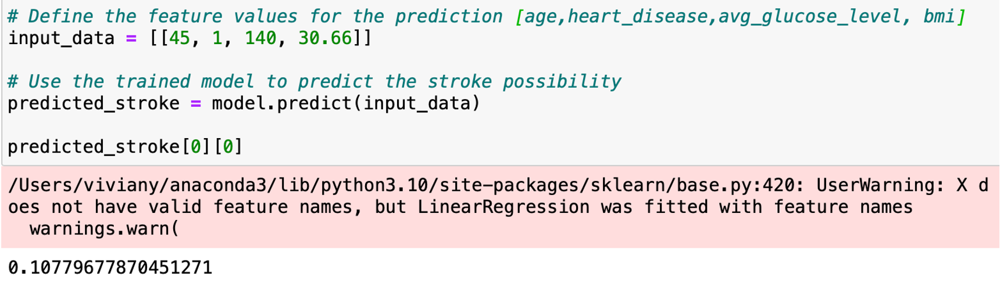 # Define the feature values for the prediction [age,heart_disease,avg_glucose_level, bmi]
input_data = [[45, 1, 140, 30.66]]
# Use the trained model to predict the stroke possibility
predicted_stroke = model.predict(input_data)
predicted_stroke[0][0]
/Users/viviany/anaconda3/lib/python3.10/site-packages/sklearn/base.py:420: UserWarning: X d
oes not have valid feature names, but LinearRegression was fitted with feature names
  warnings.warn(
0.10779677870451271